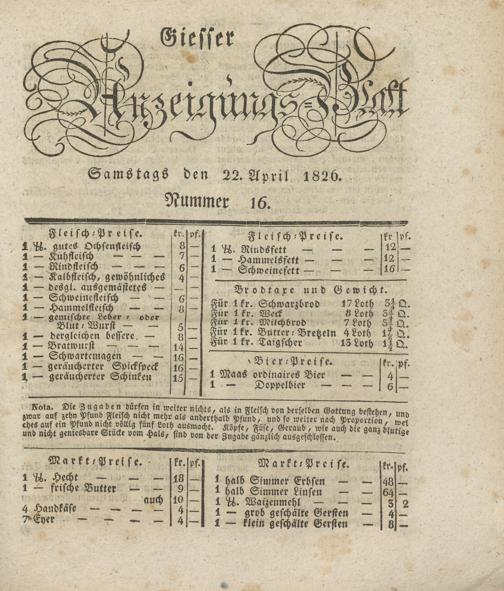 Giesser
Anzeigungs-Blatt
Samstags den 22. April 1826.
Nummer 16.
Fleisch-Preise. kr. pf.
1 ℔. gutes Ochsenfleisch 8 —
1 — Kuhfleisch — — 7 —
1 — Rindfleisch — — 6 —
1 — Kalbfleisch, gewöhnliches 4 —
1 — desgl. ausgemästetes — — —
1 — Schweinefleisch — — 6 —
1 — Hammelsfleisch — — 8 —
1 — gemischte Leber- oder
Blut-Wurst — — 5 —
1 — dergleichen bessere. — 8 —
1 — Bratwurst — — 14 —
1 — Schwartemagen — 16 —
1 — geräucherter Spickspeck 16 —
1 — geräucherter Schinken 15 —
Fleisch-Preise. kr pf.
1 ℔. Rindsfett — — 12 —
1 — Hammelsfett — — 12 —
1 — Schweinefett — — 16 —
Brodtaxe und Gewicht.
Für 1 kr. Schwarzbrod 17 Loth Q.
Für 1 kr. Weck 8 Loth Q.
Für 1 kr. Milchbrod 7 Loth Q.
Für 1 kr. Butter-Bretzeln 4 Loth Q.
Für 1 kr. Taigscher 13 Loth Q.
Bier-Preise. kr. pf.
1 Maas ordinaires Bier — 4 —
1 — Doppelbier — — 6 —
Nota. Die Zugaben dürfen in weiter nichts, als in Fleisch von derselben Gattung bestehen, und
zwar auf zehn Pfund Fleisch nicht mehr als anderthalb Pfund, und so weiter nach Proportion, wel
ches auf ein Pfund nicht völlig fünf Loth ausmacht. Köpfe, Füse, Geraub, wie auch die ganz blutige
und nicht geniesbare Stücke vom Hals, sind von der Zugabe gänzlich ausgeschlossen.
Markt-Preise. kr. pf.
1 ℔. Hecht — — — 18 —
1 — frische Butter — — 9 —
auch 10 —
4 Handkäse — — — 4 —
7 Eyer — — — 4 —
Markt-Preise. kr. pf.
1 halb Simmer Erbsen — — 48 —
1 halb Simmer Linsen — — 64 —
1 ℔. Waizenmehl — — 3 2
1 — grob geschälte Gersten — 4 —
1 — klein geschälte Gersten — 8 —